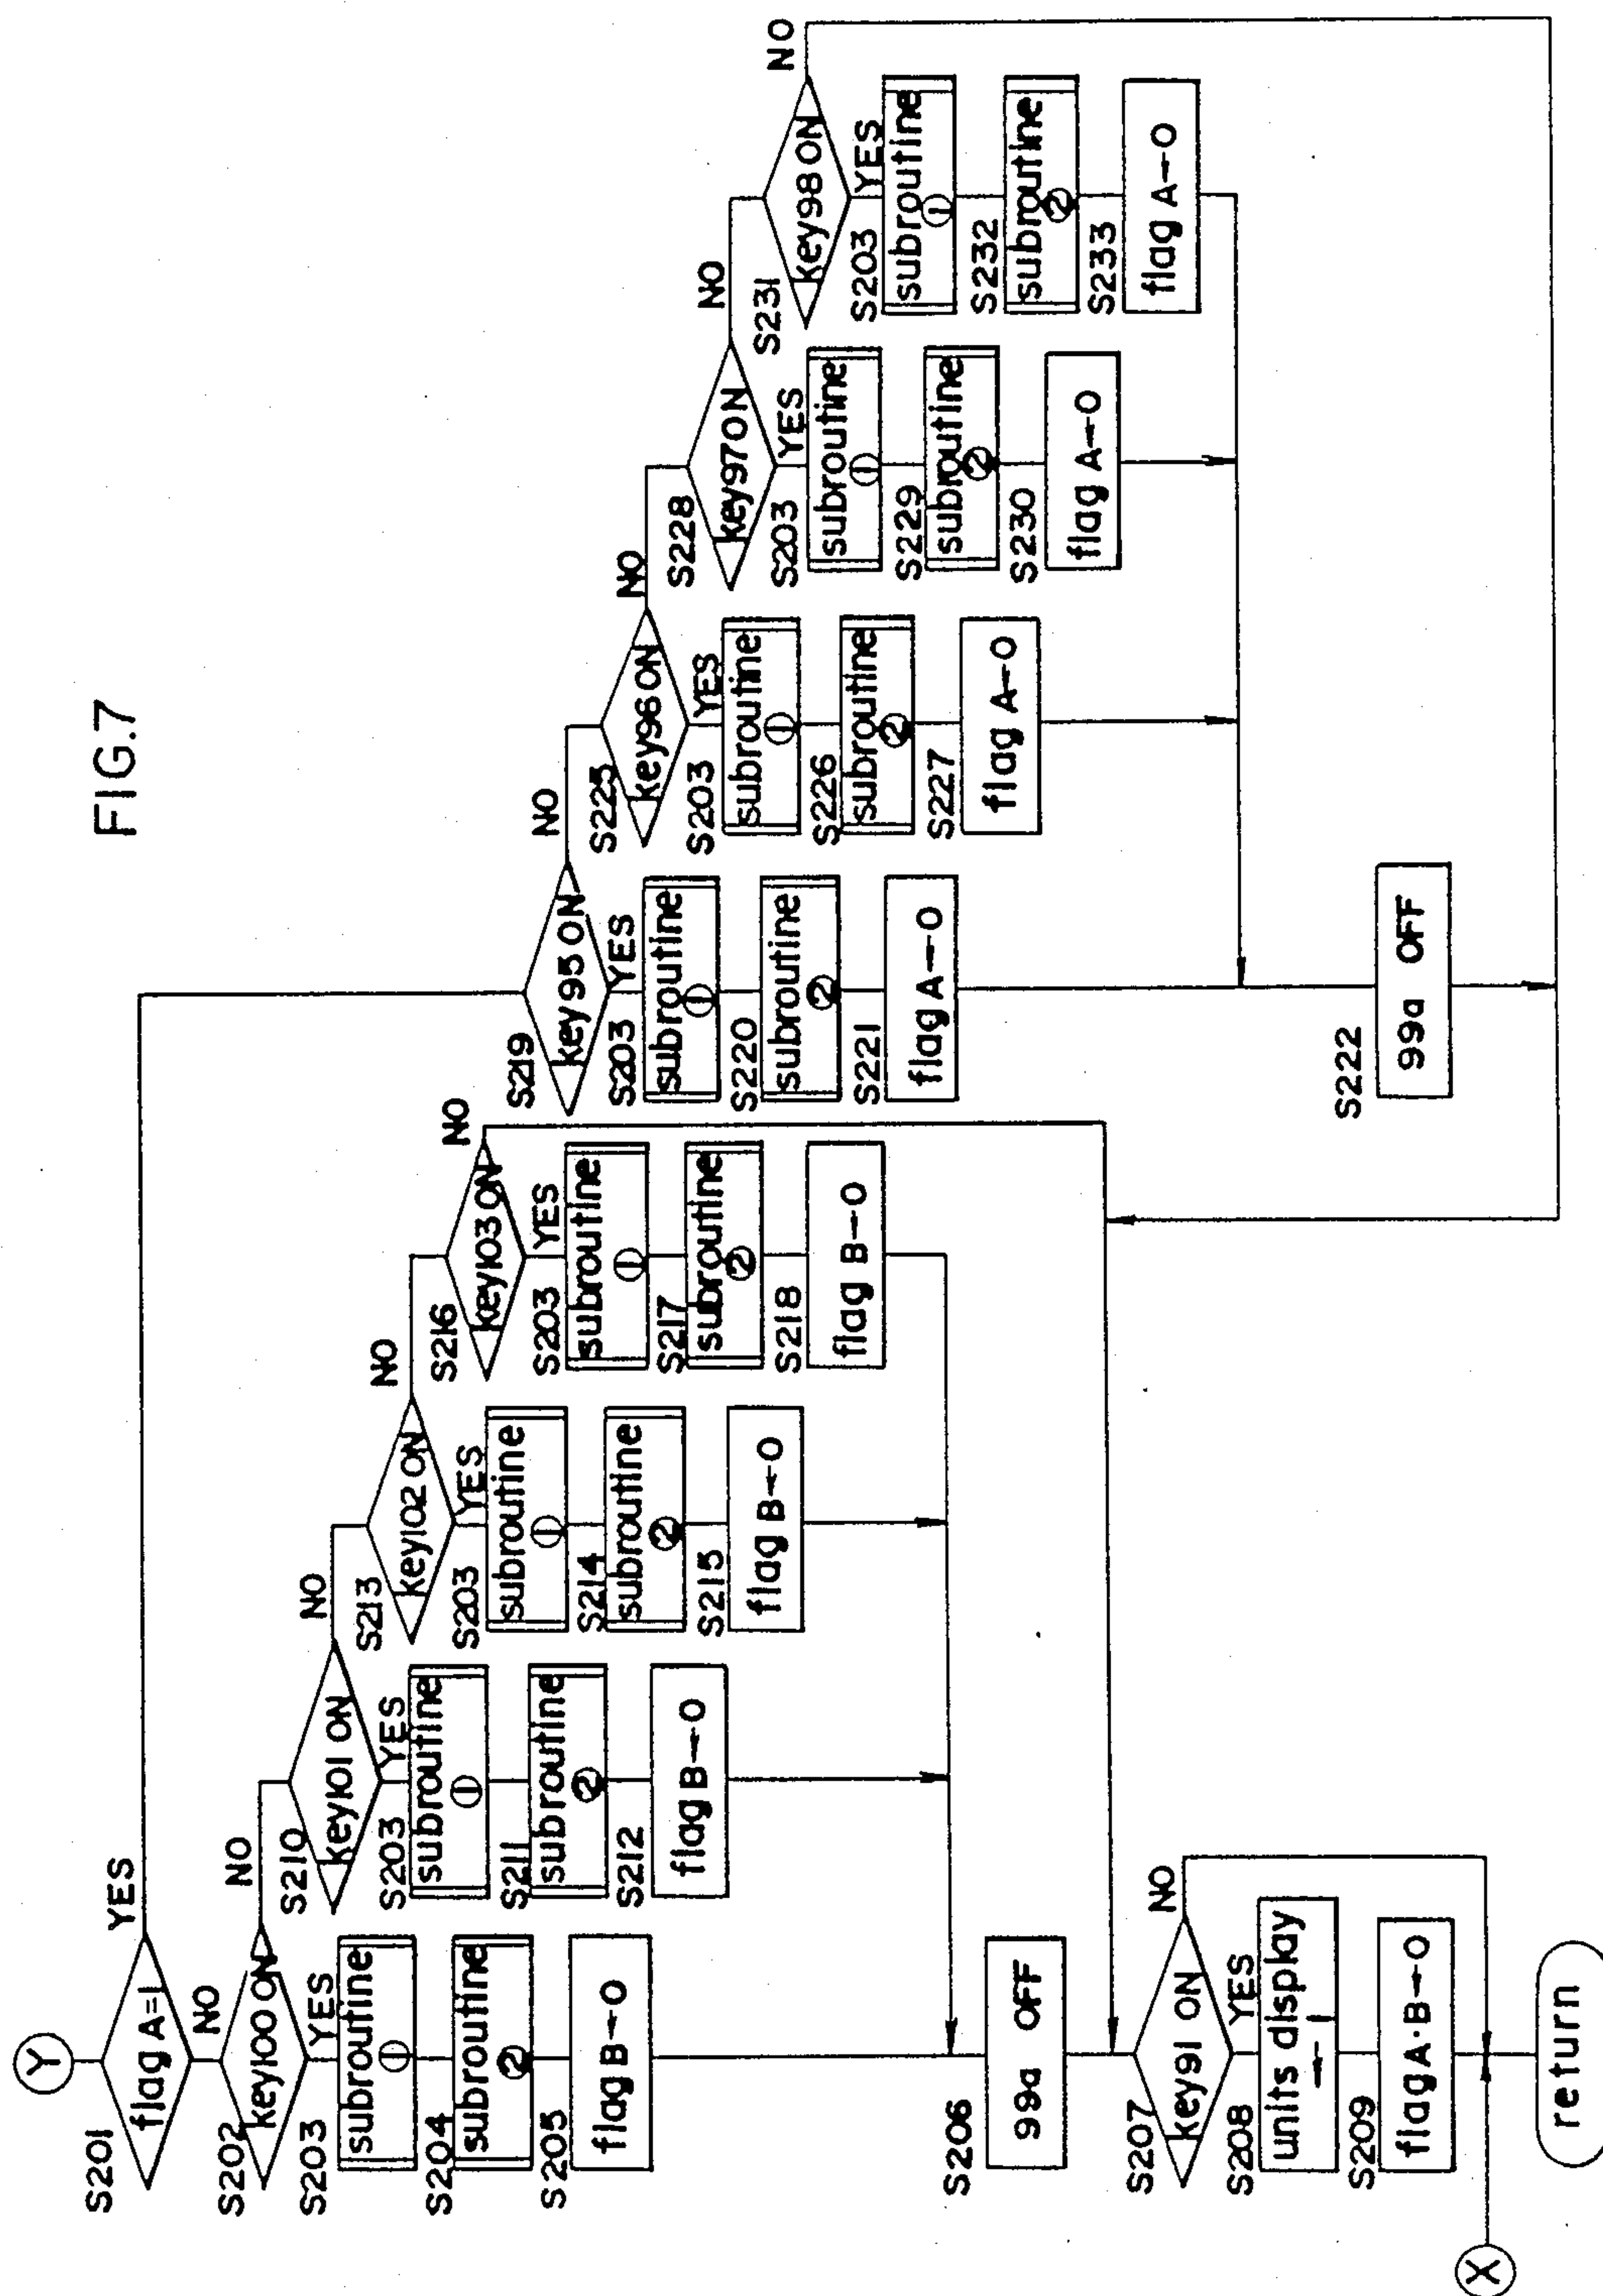 FIG.7
Y
S201
flag A=1
YES
NO
S202
key100 ON
NO
YES
S203
subroutine
①
S204
subroutine
②
S205
flag B←0
S210
key101 ON
NO
YES
S203
subroutine
①
S211
subroutine
②
S212
flag B←0
S213
key102 ON
NO
YES
S203
subroutine
①
S214
subroutine
②
S215
flag B←0
S216
key103 ON
NO
YES
S203
subroutine
①
S217
subroutine
②
S218
flag B←0
S219
key95 ON
NO
YES
S203
subroutine
①
S220
subroutine
②
S221
flag A←0
S225
key96 ON
NO
YES
S203
subroutine
①
S226
subroutine
②
S227
flag A←0
S228
key97 ON
NO
YES
S203
subroutine
①
S229
subroutine
②
S230
flag A←0
S231
key98 ON
NO
YES
S203
subroutine
①
S232
subroutine
②
S233
flag A←0
S222
99a OFF
S206
99a OFF
S207
key91 ON
NO
YES
S208
units display
←1
S209
flag A·B←0
X
return